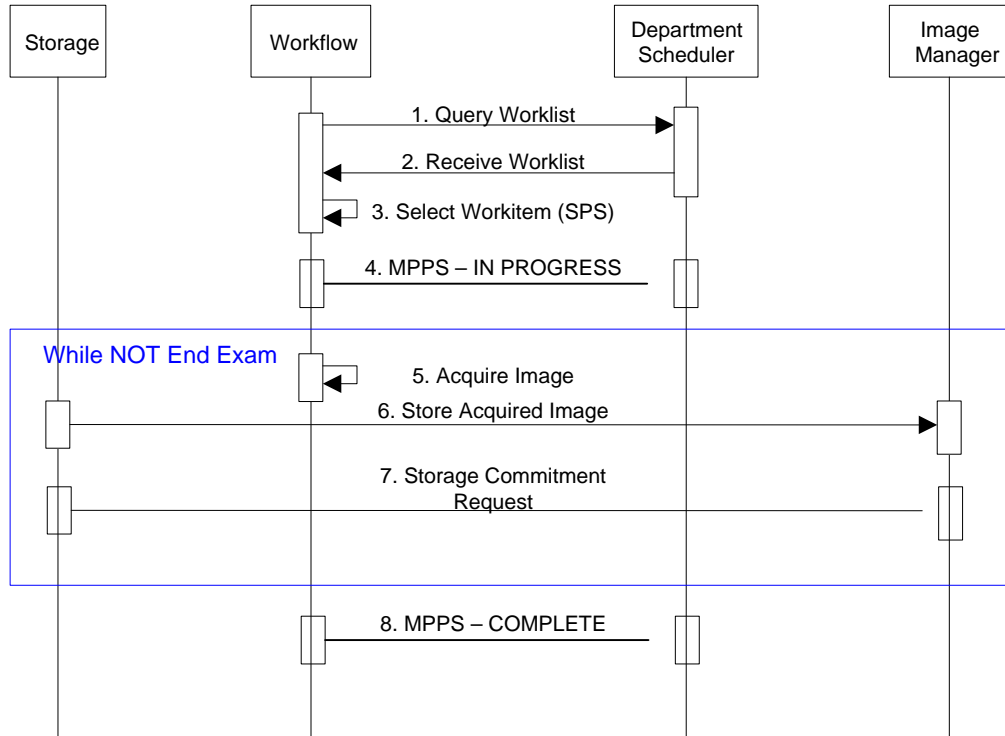 Storage
Workflow
Department
Scheduler
Image
Manager
1. Query Worklist
2. Receive Worklist
3. Select Workitem (SPS)
4. MPPS – IN PROGRESS
While NOT End Exam
5. Acquire Image
6. Store Acquired Image
7. Storage Commitment
Request
8. MPPS – COMPLETE